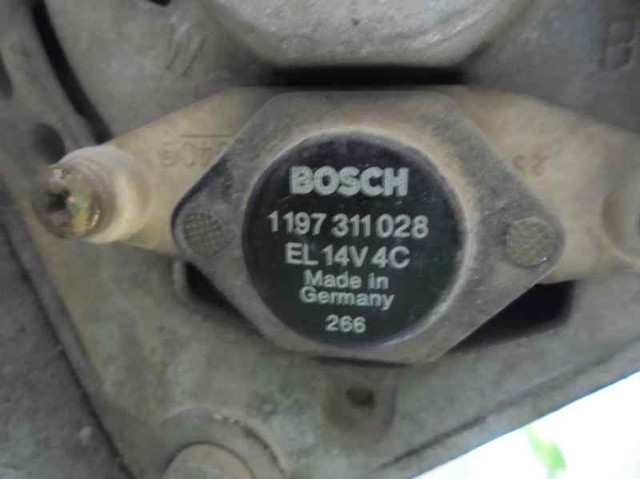 BOSCH
1 197 311 028
EL 14V 4C
Made in
Germany
266